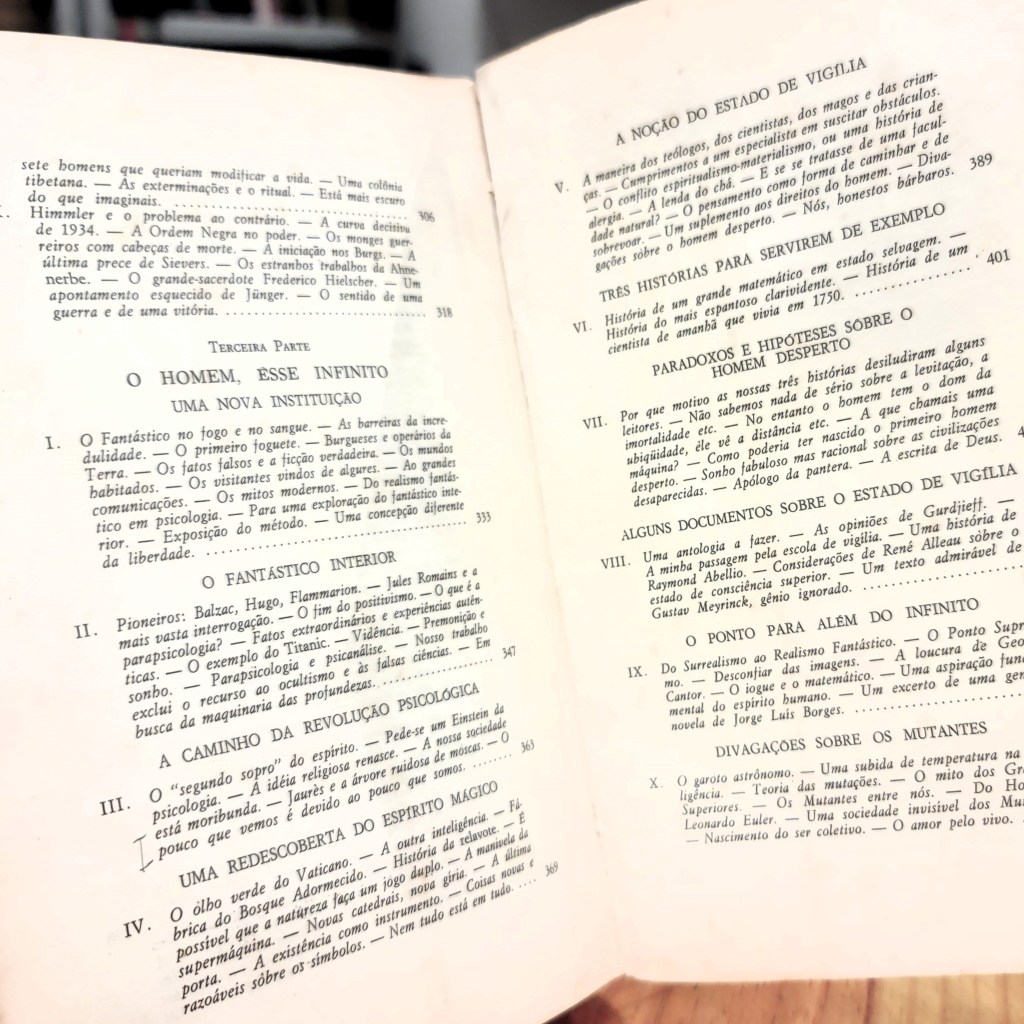 sete homens que queriam modificar a vida. — Uma colônia
tibetana. — As exterminações e o ritual. — Está mais escuro
do que imaginais. .......................... 306
Himmler e o problema ao contrário. — A curva decisiva
de 1934. — A Ordem Negra no poder. — Os monges guer-
reiros com cabeças de morte. — A iniciação nos Burgs. — A
última prece de Sievers. — Os estranhos trabalhos da Ahne-
nerbe. — O grande-sacerdote Frederico Hielscher. — Um
apontamento esquecido de Jünger. — O sentido de uma
guerra e de uma vitória. .......................... 318
TERCEIRA PARTE
O HOMEM, ÊSSE INFINITO
UMA NOVA INSTITUIÇÃO
I. O Fantástico no fogo e no sangue. — As barreiras da incre-
dulidade. — O primeiro foguete. — Burgueses e operários da
Terra. — Os fatos falsos e a ficção verdadeira. — Os mundos
habitados. — Os visitantes vindos de algures. — As grandes
comunicações. — Os mitos modernos. — Do realismo fantás-
tico em psicologia. — Para uma exploração do fantástico inte-
rior. — Exposição do método. — Uma concepção diferente
da liberdade. .......................... 333
O FANTÁSTICO INTERIOR
II. Pioneiros: Balzac, Hugo, Flammarion. — Jules Romains e a
mais vasta interrogação. — O fim do positivismo. — O que é a
parapsicologia? — Fatos extraordinários e experiências autên-
ticas. — O exemplo do Titanic. — Vidência. — Premonição e
sonho. — Parapsicologia e psicanálise. — Nosso trabalho
exclui o recurso ao ocultismo e às falsas ciências. — Em
busca da maquinaria das profundezas. .......................... 347
A CAMINHO DA REVOLUÇÃO PSICOLÓGICA
III. O "segundo sopro" do espírito. — Pede-se um Einstein da
psicologia. — A idéia religiosa renasce. — A nossa sociedade
está moribunda. — Jaurès e a árvore ruidosa de moscas. — O
pouco que vemos é devido ao pouco que somos. .......... 363
UMA REDESCOBERTA DO ESPÍRITO MÁGICO
IV. O ôlho verde do Vaticano. — A outra inteligência. — Fá-
brica do Bosque Adormecido. — História da relavote. — É
possível que a natureza faça um jogo duplo. — A manivela da
supermáquina. — Novas catedrais, nova gíria. — A última
porta. — A existência como instrumento. — Coisas novas e
razoáveis sôbre os símbolos. — Nem tudo está em tudo. .... 369
A NOÇÃO DO ESTADO DE VIGÍLIA
V. A maneira dos teólogos, dos cientistas, dos magos e das crian-
ças. — Cumprimentos a um especialista em suscitar obstáculos.
— O conflito espiritualismo-materialismo, ou uma história de
alergia. — A lenda do chá. — E se se tratasse de uma facul-
dade natural? — O pensamento como forma de caminhar e de
sobrevoar. — Um suplemento aos direitos do homem. — Diva-
gações sôbre o homem desperto. — Nós, honestos bárbaros. 389
TRÊS HISTÓRIAS PARA SERVIREM DE EXEMPLO
VI. História de um grande matemático em estado selvagem. —
História do mais espantoso clarividente. — História de um
cientista de amanhã que vivia em 1750. ............ 401
PARADOXOS E HIPÓTESES SÔBRE O
HOMEM DESPERTO
VII. Por que motivo as nossas três histórias desiludiram alguns
leitores. — Não sabemos nada de sério sobre a levitação, a
imortalidade etc. — No entanto o homem tem o dom da
ubiqüidade, êle vê a distância etc. — A que chamais uma
máquina? — Como poderia ter nascido o primeiro homem
desperto. — Sonho fabuloso mas racional sobre as civilizações
desaparecidas. — Apólogo da pantera. — A escrita de Deus.
ALGUNS DOCUMENTOS SOBRE O ESTADO DE VIGÍLIA
VIII. Uma antologia a fazer. — As opiniões de Gurdjieff. —
A minha passagem pela escola de vigília. — Uma história de
Raymond Abellio. — Considerações de René Alleau sôbre o
estado de consciência superior. — Um texto admirável de
Gustav Meyrinck, gênio ignorado. ..................
O PONTO PARA ALÉM DO INFINITO
IX. Do Surrealismo ao Realismo Fantástico. — O Ponto Supr
mo. — Desconfiar das imagens. — A loucura de Geo
Cantor. — O iogue e o matemático. — Uma aspiração fund
mental do espírito humano. — Um excerto de uma gen
novela de Jorge Luís Borges. ..................
DIVAGAÇÕES SOBRE OS MUTANTES
X. O garoto astrônomo. — Uma subida de temperatura na
ligência. — Teoria das mutações. — O mito dos Gra
Superiores. — Os Mutantes entre nós. — Do Ho
Leonardo Euler. — Uma sociedade invisível dos Mu
— Nascimento do ser coletivo. — O amor pelo vivo.